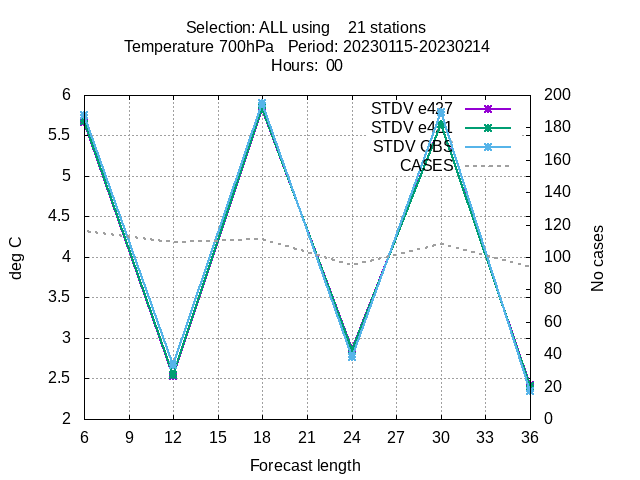 Selection: ALL using 21 stations
Temperature 700hPa Period: 20230115-20230214
Hours: 00
6
5.5
5
4.5
4
3.5
3
2.5
2
200
180
160
140
120
100
80
60
40
20
0
STDV e427
STDV OBS
CASES
deg C
No cases
6 9 12 15 18 21 24 27 30 33 36
Forecast length